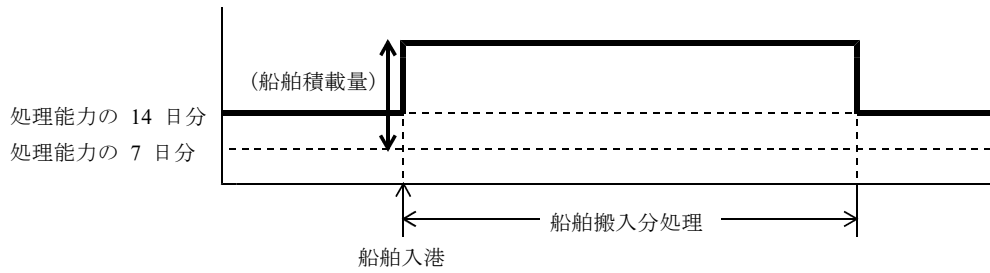 (船舶積載量)
処理能力の 14 日分
処理能力の 7 日分
船舶搬入分処理
船舶入港